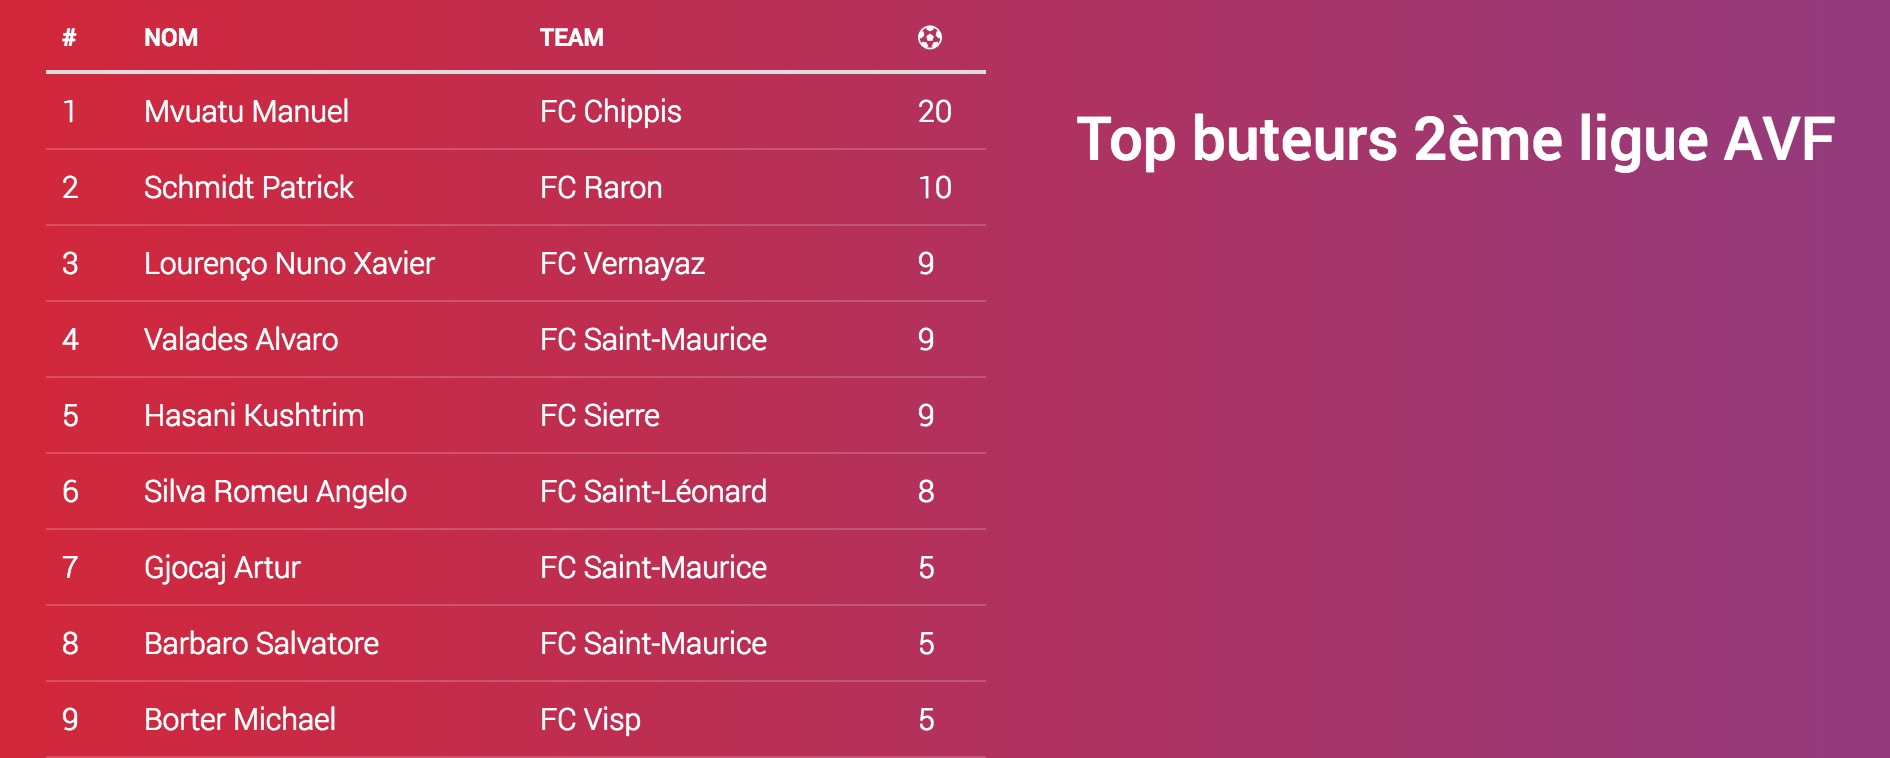 # NOM TEAM
1 Mvuatu Manuel FC Chippis 20
2 Schmidt Patrick FC Raron 10
3 Lourenço Nuno Xavier FC Vernayaz 9
4 Valades Alvaro FC Saint-Maurice 9
5 Hasani Kushtrim FC Sierre 9
6 Silva Romeu Angelo FC Saint-Léonard 8
7 Gjocaj Artur FC Saint-Maurice 5
8 Barbaro Salvatore FC Saint-Maurice 5
9 Borter Michael FC Visp 5
Top buteurs 2ème ligue AVF